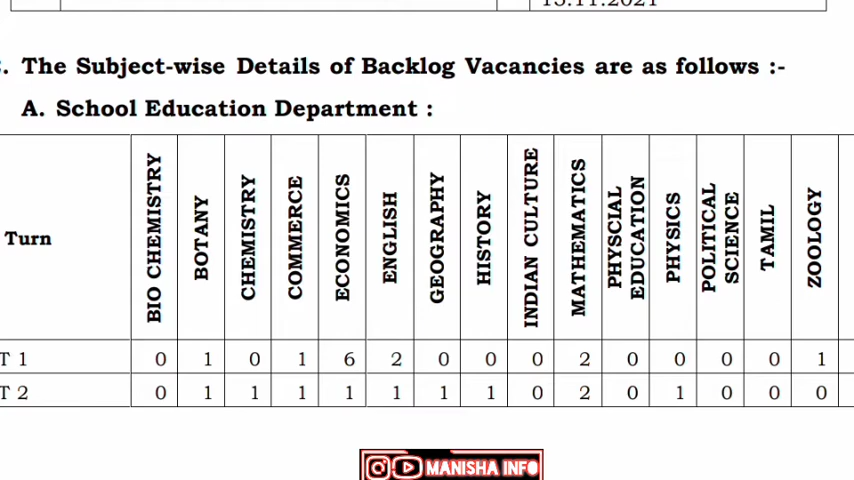 15.11.2021
. The Subject-wise Details of Backlog Vacancies are as follows :-
A. School Education Department :
Turn BIO CHEMISTRY BOTANY CHEMISTRY COMMERCE ECONOMICS ENGLISH GEOGRAPHY HISTORY INDIAN CULTURE MATHEMATICS PHYSCIAL EDUCATION PHYSICS POLITICAL SCIENCE TAMIL ZOOLOGY
T 1 0 1 0 1 6 2 0 0 0 2 0 0 0 0 1
T 2 0 1 1 1 1 1 1 1 0 2 0 1 0 0 0
MANISHA INFO